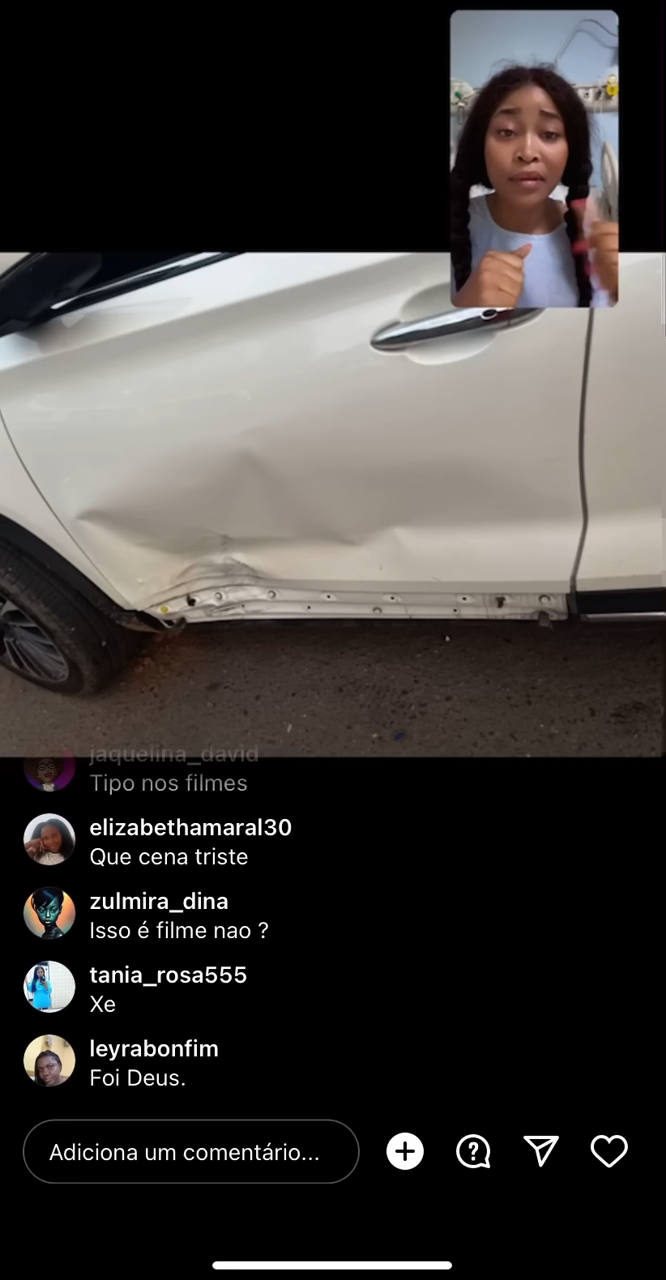 jaquelina_david
Tipo nos filmes
elizabethamaral30
Que cena triste
zulmira_dina
Isso é filme nao ?
tania_rosa555
Xe
leyrabonfim
Foi Deus.
Adiciona um comentário...